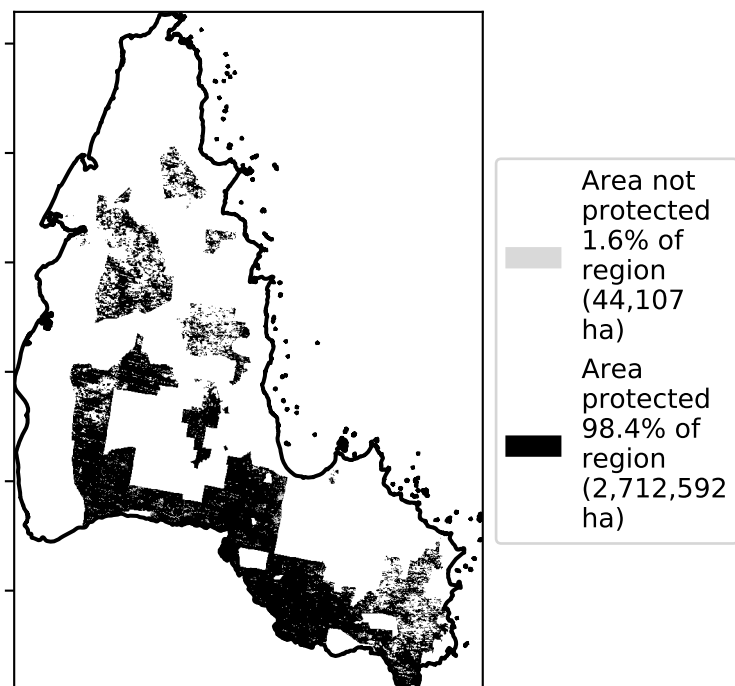 Area not
protected
1.6% of
region
(44,107
ha)
Area
protected
98.4% of
region
(2,712,592
ha)